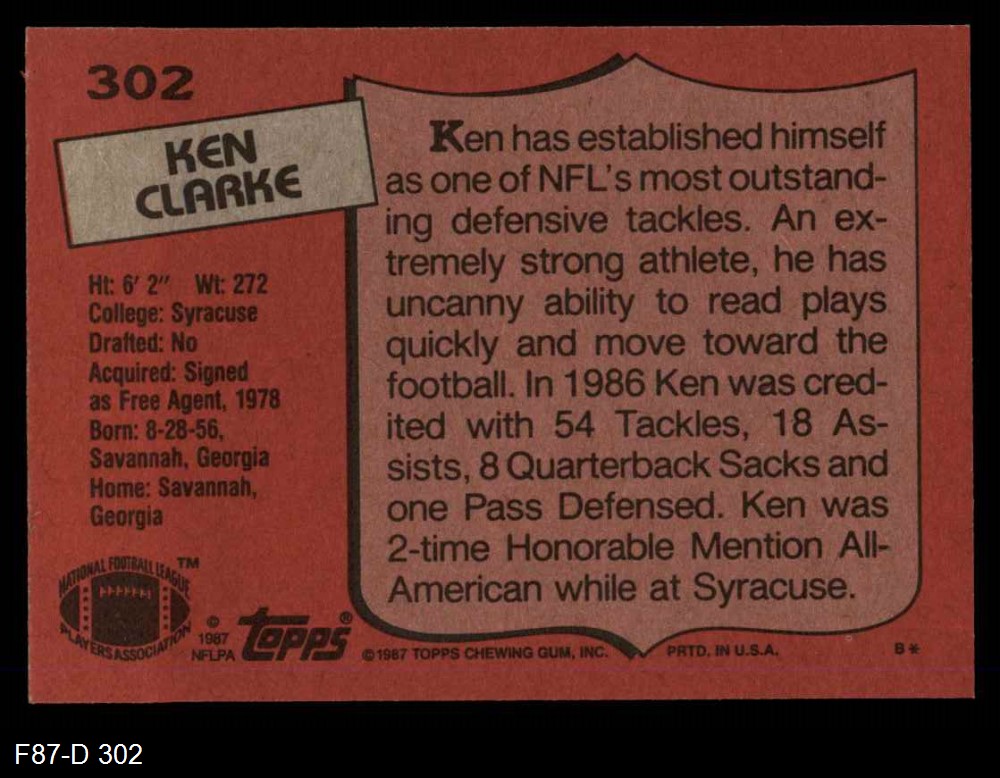 302
KEN
CLARKE
Ht: 6' 2" Wt: 272
College: Syracuse
Drafted: No
Acquired: Signed
as Free Agent, 1978
Born: 8-28-56,
Savannah, Georgia
Home: Savannah,
Georgia
NATIONAL FOOTBALL LEAGUE
PLAYERS ASSOCIATION
TM
© 1987
NFLPA
Topps®
Ken has established himself
as one of NFL's most outstand-
ing defensive tackles. An ex-
tremely strong athlete, he has
uncanny ability to read plays
quickly and move toward the
football. In 1986 Ken was cred-
ited with 54 Tackles, 18 As-
sists, 8 Quarterback Sacks and
one Pass Defensed. Ken was
2-time Honorable Mention All-
American while at Syracuse.
©1987 TOPPS CHEWING GUM, INC. PRTD. IN U.S.A. B*
F87-D 302